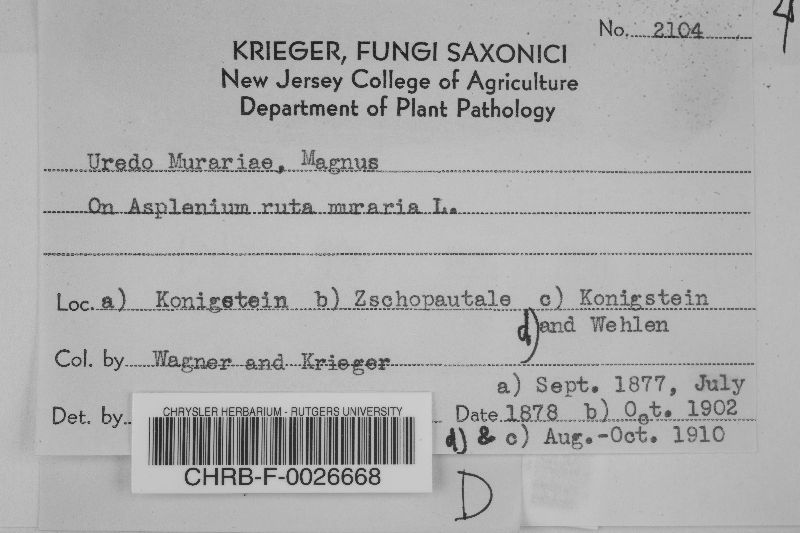 No. 2104
KRIEGER, FUNGI SAXONICI
New Jersey College of Agriculture
Department of Plant Pathology
Uredo Murariae, Magnus
On Asplenium ruta muraria L.
Loc. a) Konigstein b) Zschopautale c) Konigstein
d) and Wehlen
Col. by Wagner and Krieger
a) Sept. 1877, July
Det. by Date 1878 b) Oct. 1902
d) & c) Aug.-Oct. 1910
CHRYSLER HERBARIUM - RUTGERS UNIVERSITY
CHRB-F-0026668
D